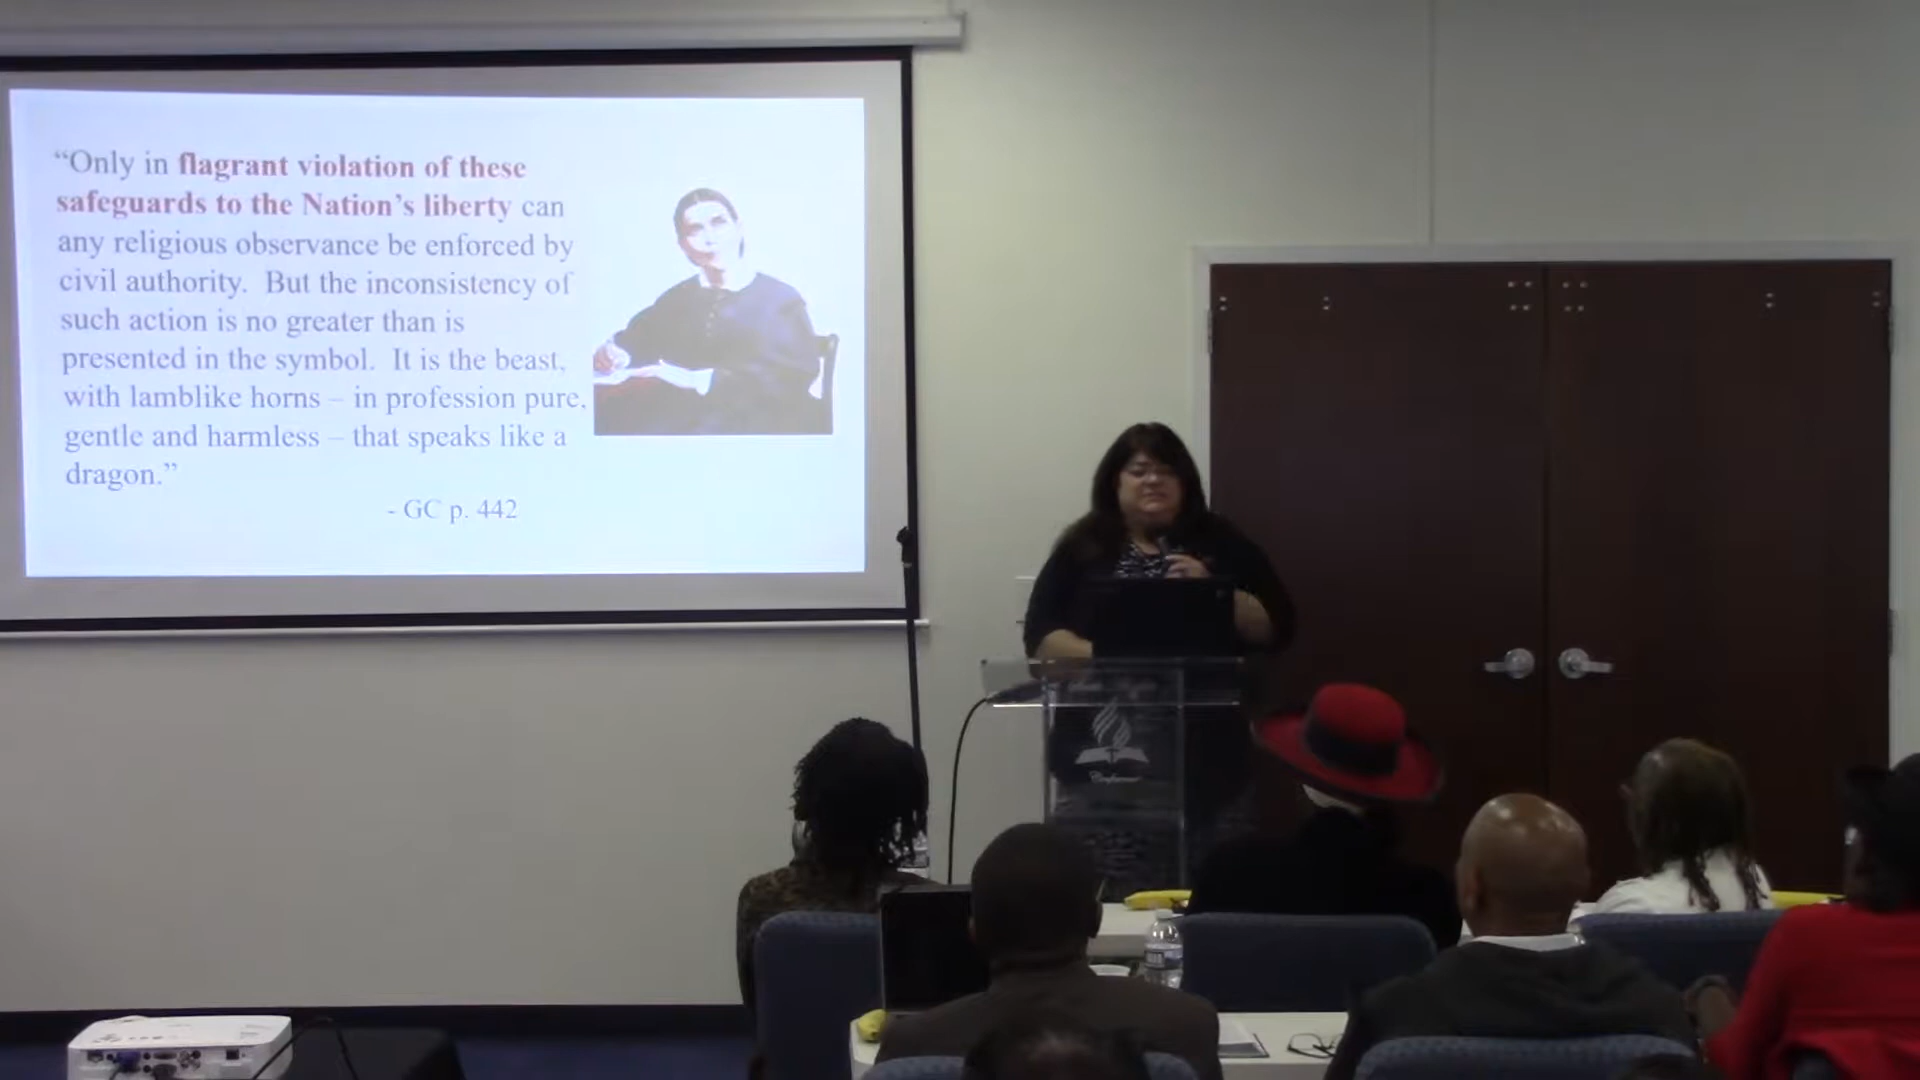 “Only in flagrant violation of these
safeguards to the Nation’s liberty can
any religious observance be enforced by
civil authority.  But the inconsistency of
such action is no greater than is
presented in the symbol.  It is the beast,
with lamblike horns – in profession pure,
gentle and harmless – that speaks like a
dragon.”
- GC p. 442
Conference